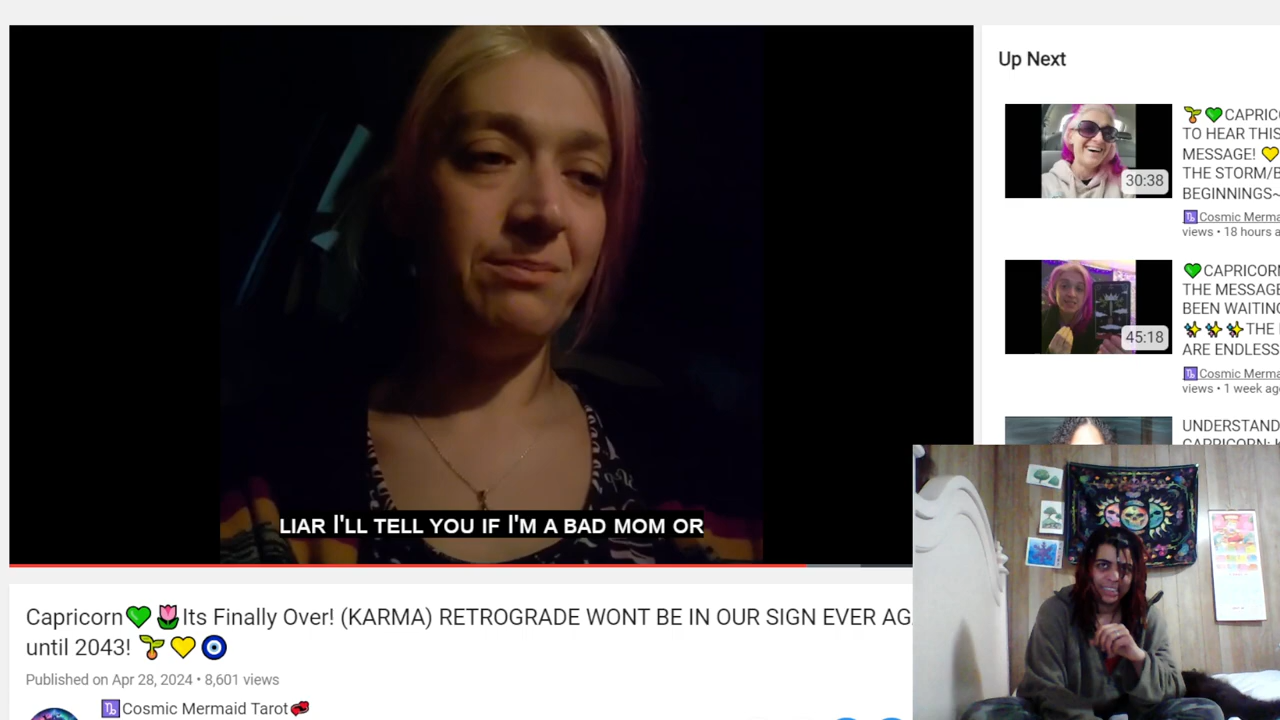 Up Next
CAPRICO
TO HEAR THIS
MESSAGE!
THE STORM/B
BEGINNINGS~
30:38
♑Cosmic Merma
views • 18 hours a
CAPRICORN
THE MESSAGE
BEEN WAITING
THE
ARE ENDLESS
45:18
♑Cosmic Merma
views • 1 week ago
UNDERSTAND
CAPRICORN:
LIAR I'LL TELL YOU IF I'M A BAD MOM OR
Capricorn💚🌷Its Finally Over! (KARMA) RETROGRADE WONT BE IN OUR SIGN EVER AG
until 2043! 🌱💛🧿
Published on Apr 28, 2024 • 8,601 views
♑Cosmic Mermaid Tarot💋